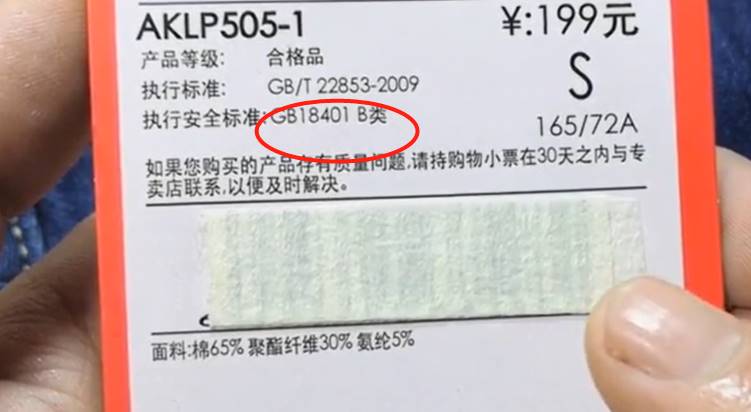 AKLP505-1 ¥:199元
产品等级: 合格品
执行标准: GB/T 22853-2009 S
执行安全标准:GB18401 B类 165/72A
如果您购买的产品存有质量问题,请持购物小票在30天之内与专
卖店联系,以便及时解决。
面料:棉65% 聚酯纤维30% 氨纶5%